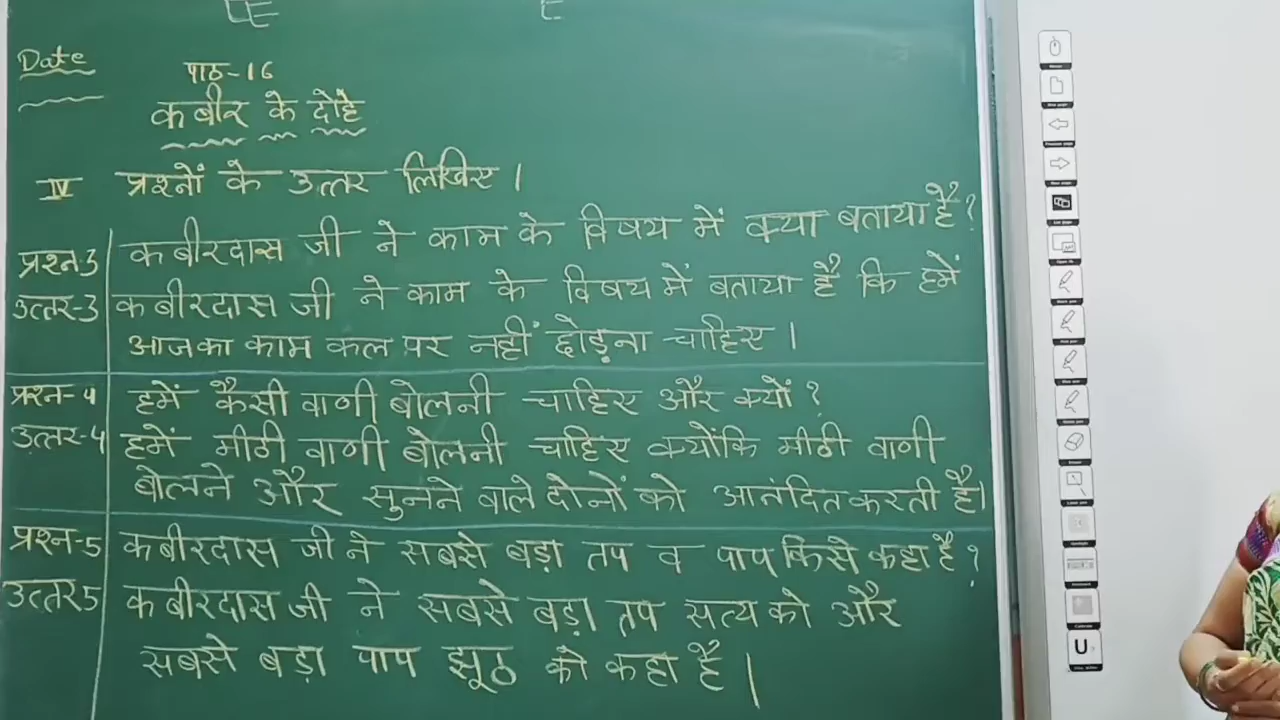 Date
पाठ-16
कबीर के दोहे
IV प्रश्नों के उत्तर लिखिए।
प्रश्न-3 कबीरदास जी ने काम के विषय में क्या बताया है?
उत्तर-3 कबीरदास जी ने काम के विषय में बताया है कि हमें
आज का काम कल पर नहीं छोड़ना चाहिए।
प्रश्न-4 हमें कैसी वाणी बोलनी चाहिए और क्यों?
उत्तर-4 हमें मीठी वाणी बोलनी चाहिए क्योंकि मीठी वाणी
बोलने और सुनने वाले दोनों को आनंदित करती है।
प्रश्न-5 कबीरदास जी ने सबसे बड़ा तप व पाप किसे कहा है?
उत्तर5 कबीरदास जी ने सबसे बड़ा तप सत्य को और
सबसे बड़ा पाप झूठ को कहा है।
U